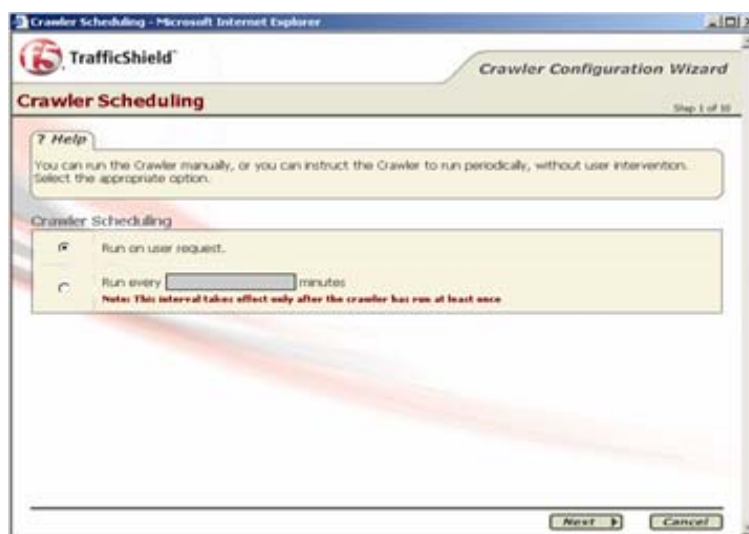 Crawler Scheduling - Microsoft Internet Explorer
f5 TrafficShield™
Crawler Configuration Wizard
Crawler Scheduling
Step 1 of 10
? Help
You can run the Crawler manually, or you can instruct the Crawler to run periodically, without user intervention.
Select the appropriate option.
Crawler Scheduling
Run on user request.
Run every minutes
Note: This interval takes effect only after the crawler has run at least once
Next
Cancel